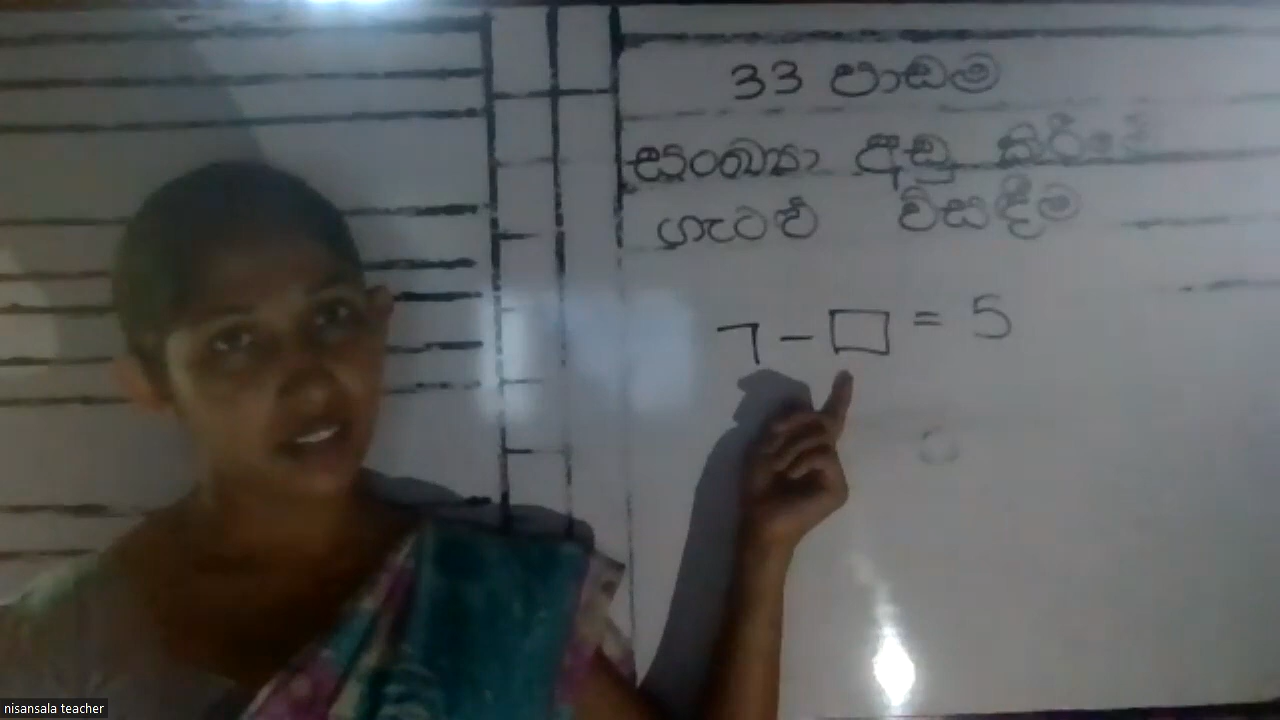 33 පාඩම
සංඛ්‍යා අඩු කිරීමේ
ගැටළු විසඳීම
7 - □ = 5
nisansala teacher